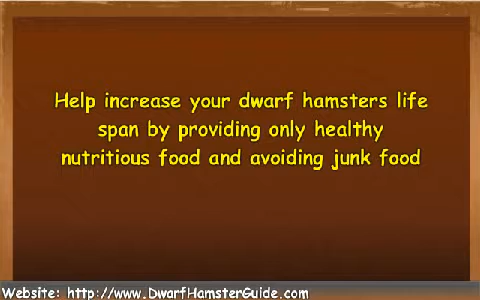 Help increase your dwarf hamsters life
span by providing only healthy
nutritious food and avoiding junk food
Website: http://www.DwarfHamsterGuide.com